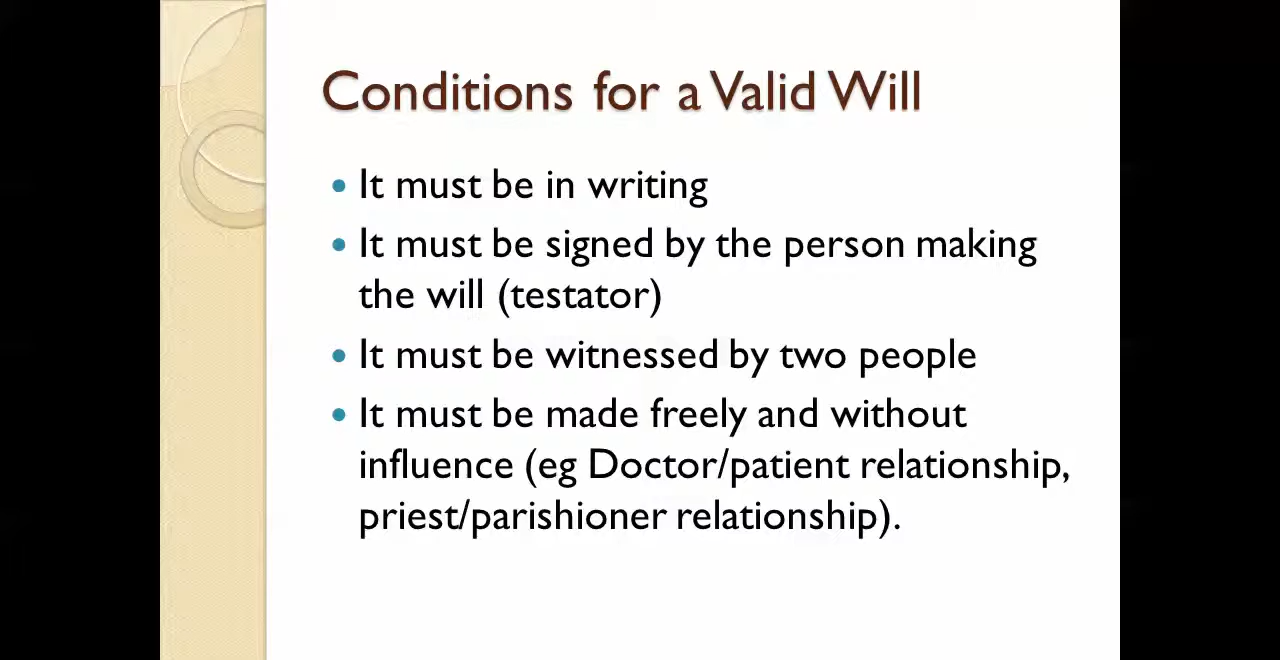 Conditions for a Valid Will
• It must be in writing
• It must be signed by the person making
the will (testator)
• It must be witnessed by two people
• It must be made freely and without
influence (eg Doctor/patient relationship,
priest/parishioner relationship).